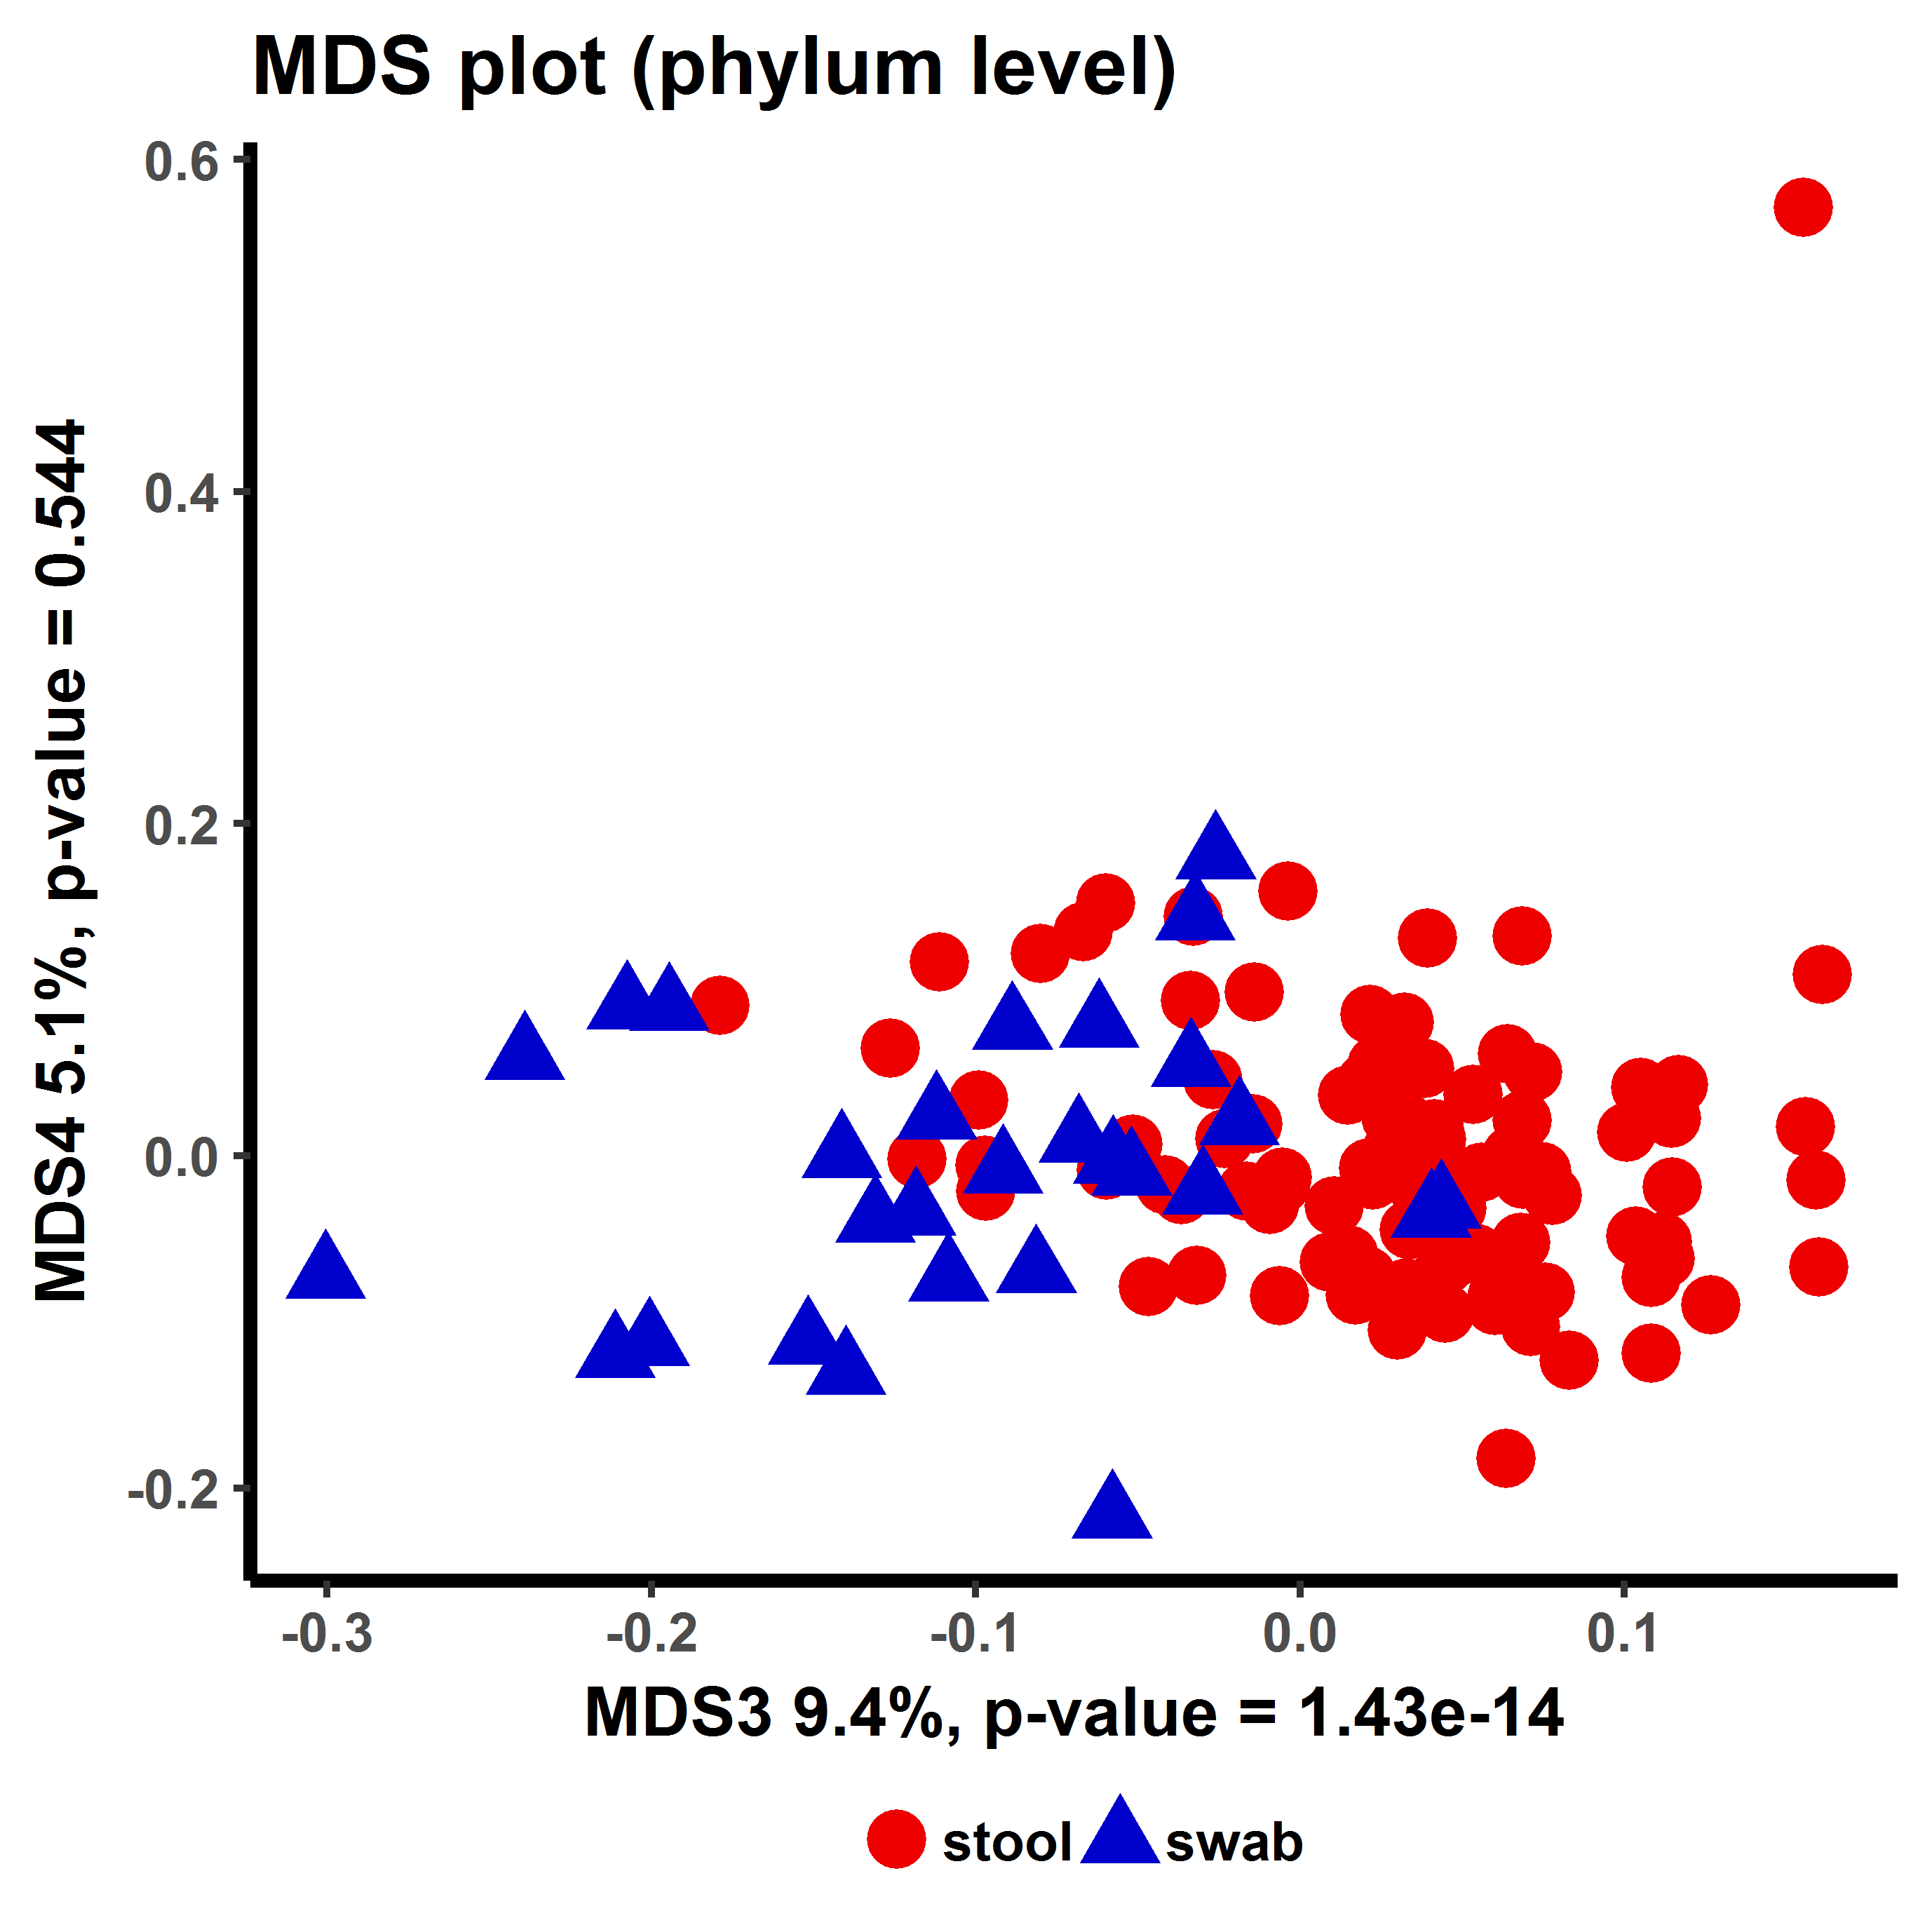 MDS plot (phylum level)
MDS4 5.1%, p-value = 0.544
0.6
0.4
0.2
0.0
-0.2
-0.3 -0.2 -0.1 0.0 0.1
MDS3 9.4%, p-value = 1.43e-14
stool swab